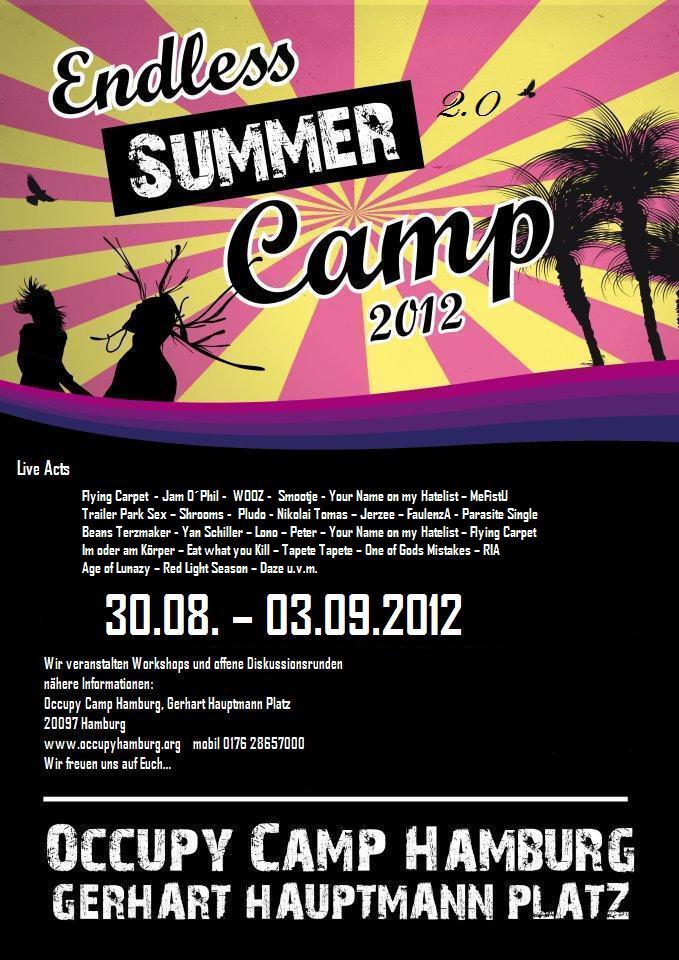 Endless
2.0
SUMMER
Camp
2012
Live Acts
Flying Carpet - Jam O´Phil - WOOZ - Smootje - Your Name on my Hatelist – MeFistU
Trailer Park Sex – Shrooms - Pludo - Nikolai Tomas – Jerzee – FaulenzA - Parasite Single
Beans Terzmaker - Yan Schiller – Lono – Peter – Your Name on my Hatelist – Flying Carpet
Im oder am Körper – Eat what you Kill – Tapete Tapete – One of Gods Mistakes – RIA
Age of Lunazy – Red Light Season – Daze u.v.m.
30.08. – 03.09.2012
Wir veranstalten Workshops und offene Diskussionsrunden
nähere Informationen:
Occupy Camp Hamburg, Gerhart Hauptmann Platz
20097 Hamburg
www.occupyhamburg.org mobil 0176 28657000
Wir freuen uns auf Euch...
OCCUPY CAMP HAMBURG
GERHART HAUPTMANN PLATZ